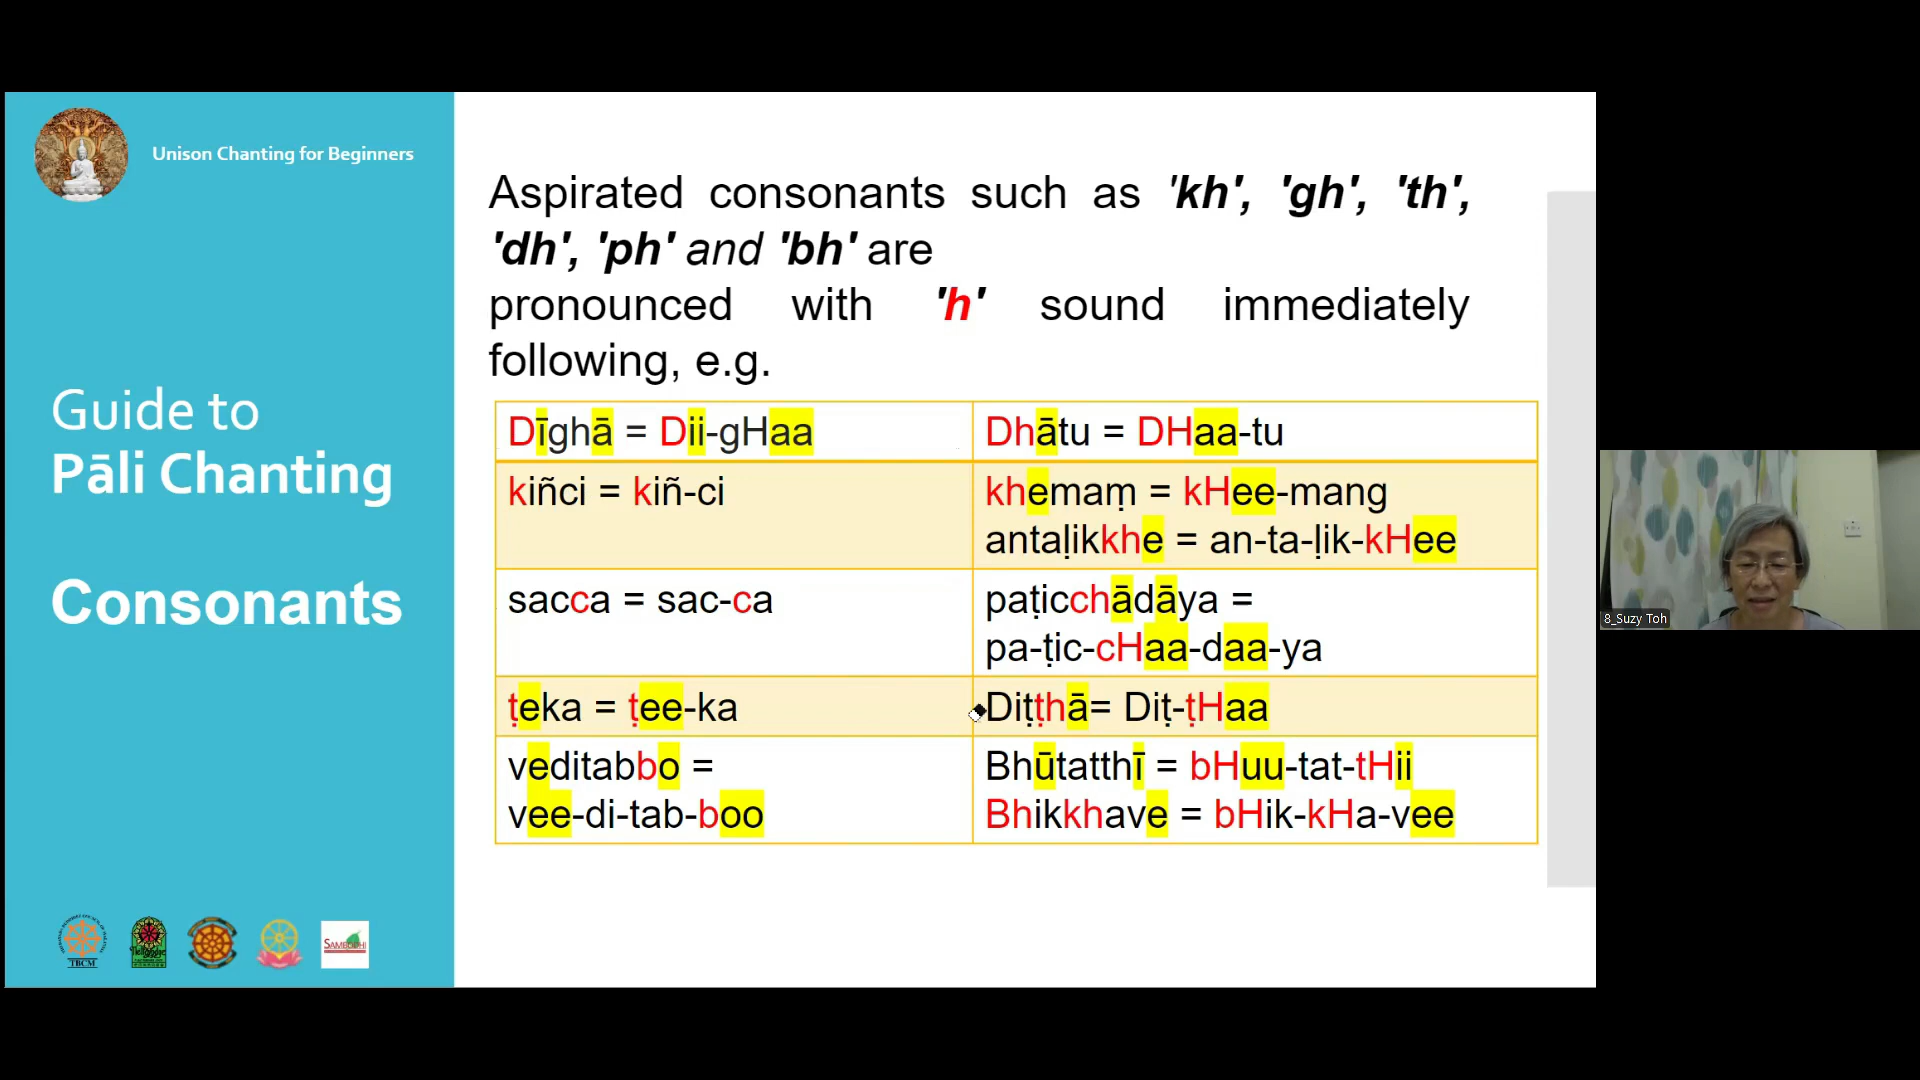 Unison Chanting for Beginners
Guide to
Pāli Chanting
Consonants
TBCM
SAMBODHI
Aspirated consonants such as 'kh', 'gh', 'th',
'dh', 'ph' and 'bh' are
pronounced with 'h' sound immediately
following, e.g.
Dīghā = Dii-gHaa
Dhātu = DHaa-tu
kiñci = kiñ-ci
khemaṃ = kHee-mang
antaḷikkhe = an-ta-ḷik-kHee
sacca = sac-ca
paṭicchādāya =
pa-ṭic-cHaa-daa-ya
ṭeka = ṭee-ka
Diṭṭhā= Diṭ-ṭHaa
veditabbo =
vee-di-tab-boo
Bhūtatthī = bHuu-tat-tHii
Bhikkhave = bHik-kHa-vee
8_Suzy Toh